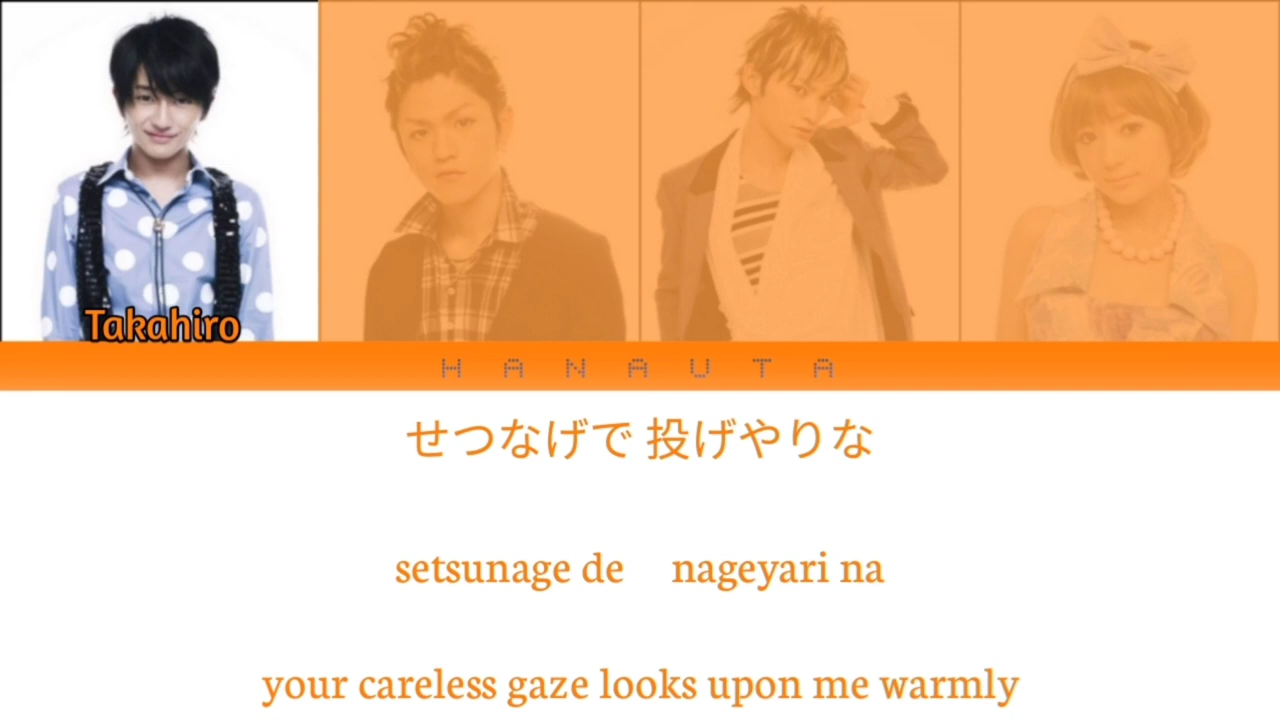 Takahiro
HANAUTA
せつなげで 投げやりな
setsunage de nageyari na
your careless gaze looks upon me warmly